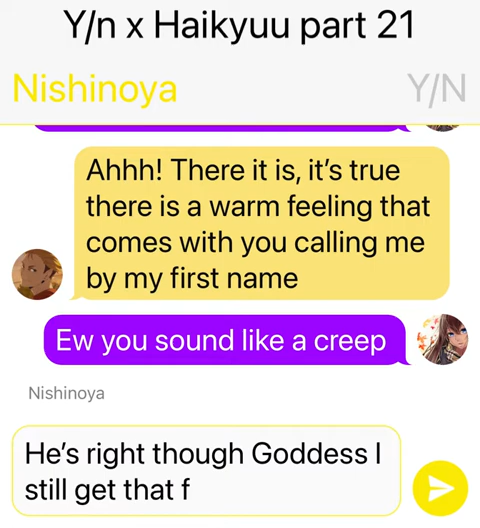 Y/n x Haikyuu part 21
Nishinoya
Y/N
Ahhh! There it is, it's true
there is a warm feeling that
comes with you calling me
by my first name
Ew you sound like a creep
Nishinoya
He's right though Goddess I
still get that f